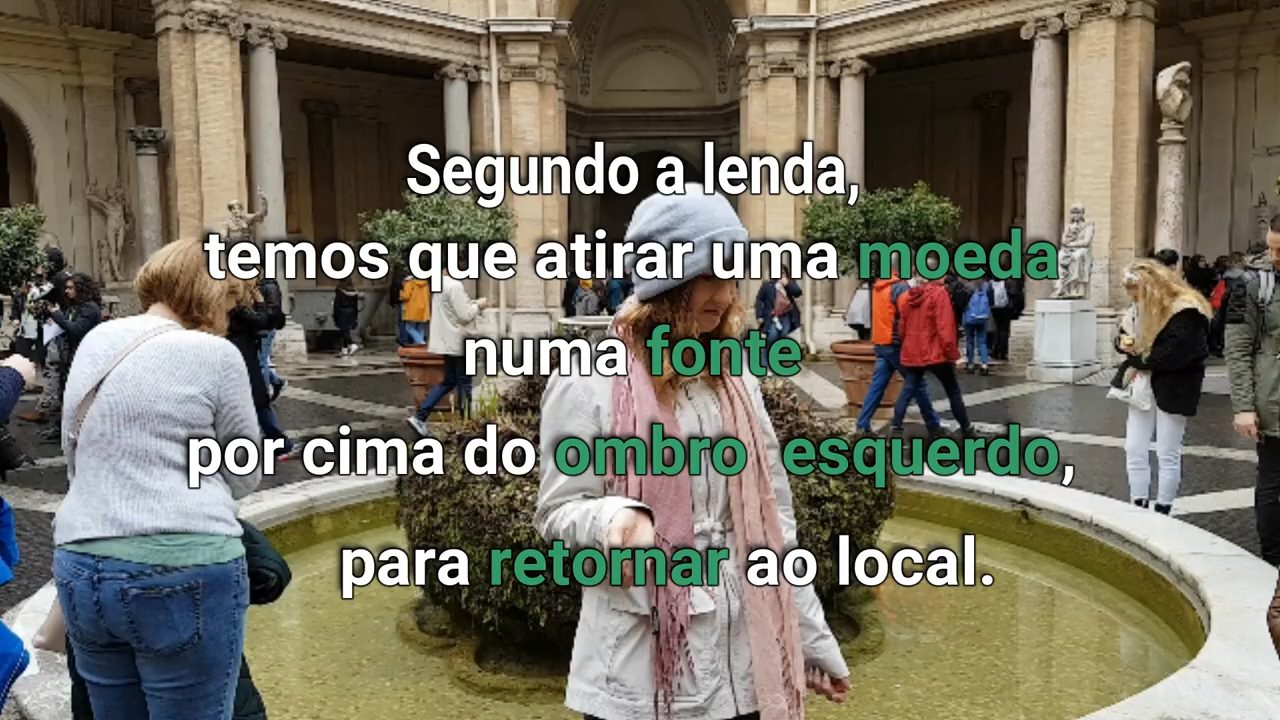 Segundo a lenda,
temos que atirar uma moeda
numa fonte
por cima do ombro esquerdo,
para retornar ao local.